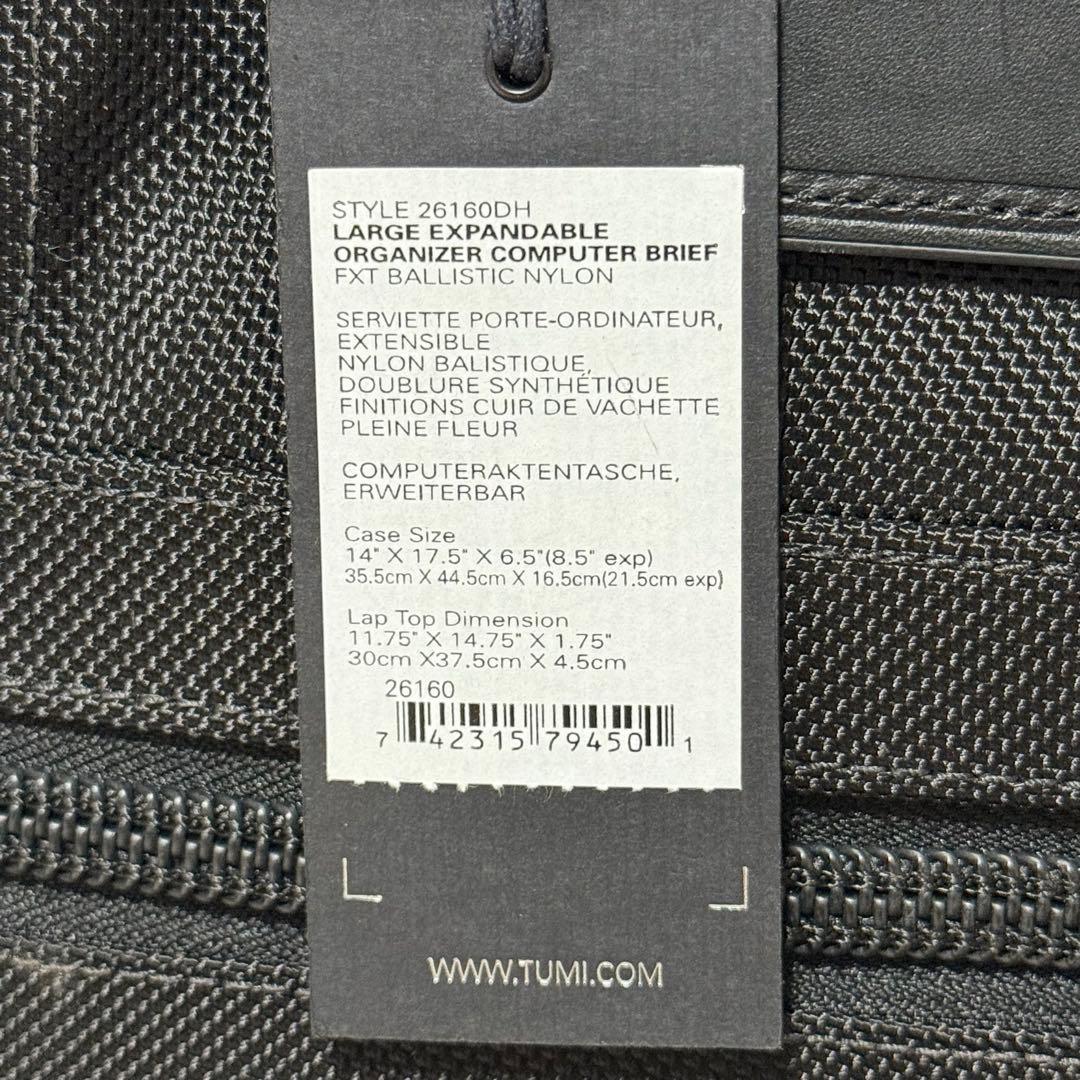 STYLE 26160DH
LARGE EXPANDABLE
ORGANIZER COMPUTER BRIEF
FXT BALLISTIC NYLON
SERVIETTE PORTE-ORDINATEUR,
EXTENSIBLE
NYLON BALISTIQUE,
DOUBLURE SYNTHÉTIQUE
FINITIONS CUIR DE VACHETTE
PLEINE FLEUR
COMPUTERAKTENTASCHE,
ERWEITERBAR
Case Size
14" X 17.5" X 6.5"(8.5" exp)
35.5cm X 44.5cm X 16.5cm(21.5cm exp)
Lap Top Dimension
11.75" X 14.75" X 1.75"
30cm X37.5cm X 4.5cm
26160
7 42315 79450 1
WWW.TUMI.COM